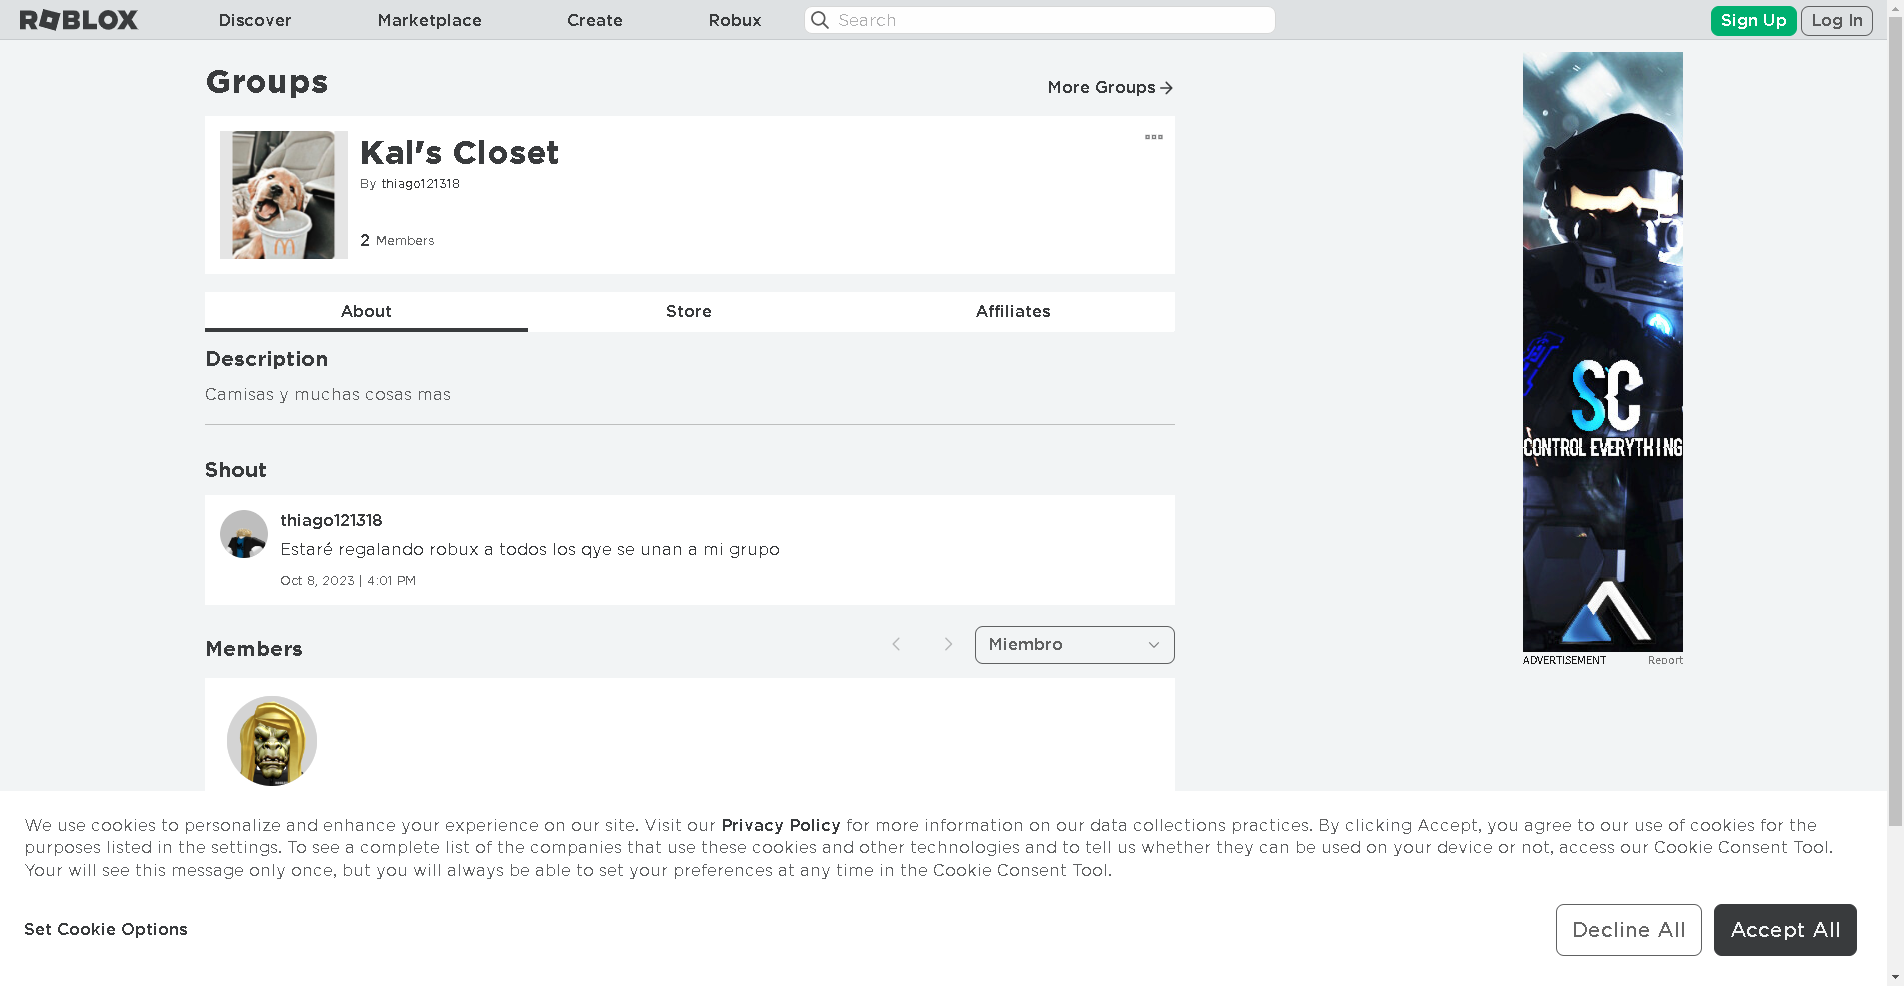 ROBLOX
Discover
Marketplace
Create
Robux
Search
Sign Up
Log In
Groups
More Groups
Kal's Closet
By thiago121318
2 Members
About
Store
Affiliates
Description
Camisas y muchas cosas mas
Shout
thiago121318
Estaré regalando robux a todos los qye se unan a mi grupo
Oct 8, 2023 | 4:01 PM
Members
Miembro
SC
CONTROL EVERYTHING
ADVERTISEMENT
Report
We use cookies to personalize and enhance your experience on our site. Visit our Privacy Policy for more information on our data collections practices. By clicking Accept, you agree to our use of cookies for the
purposes listed in the settings. To see a complete list of the companies that use these cookies and other technologies and to tell us whether they can be used on your device or not, access our Cookie Consent Tool.
Your will see this message only once, but you will always be able to set your preferences at any time in the Cookie Consent Tool.
Set Cookie Options
Decline All
Accept All